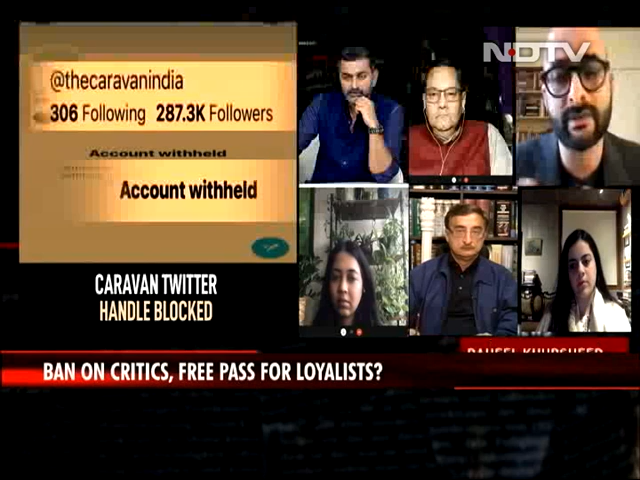 NDTV
@thecaravanindia
306 Following 287.3K Followers
Account withheld
Account withheld
CARAVAN TWITTER
HANDLE BLOCKED
BAN ON CRITICS, FREE PASS FOR LOYALISTS?